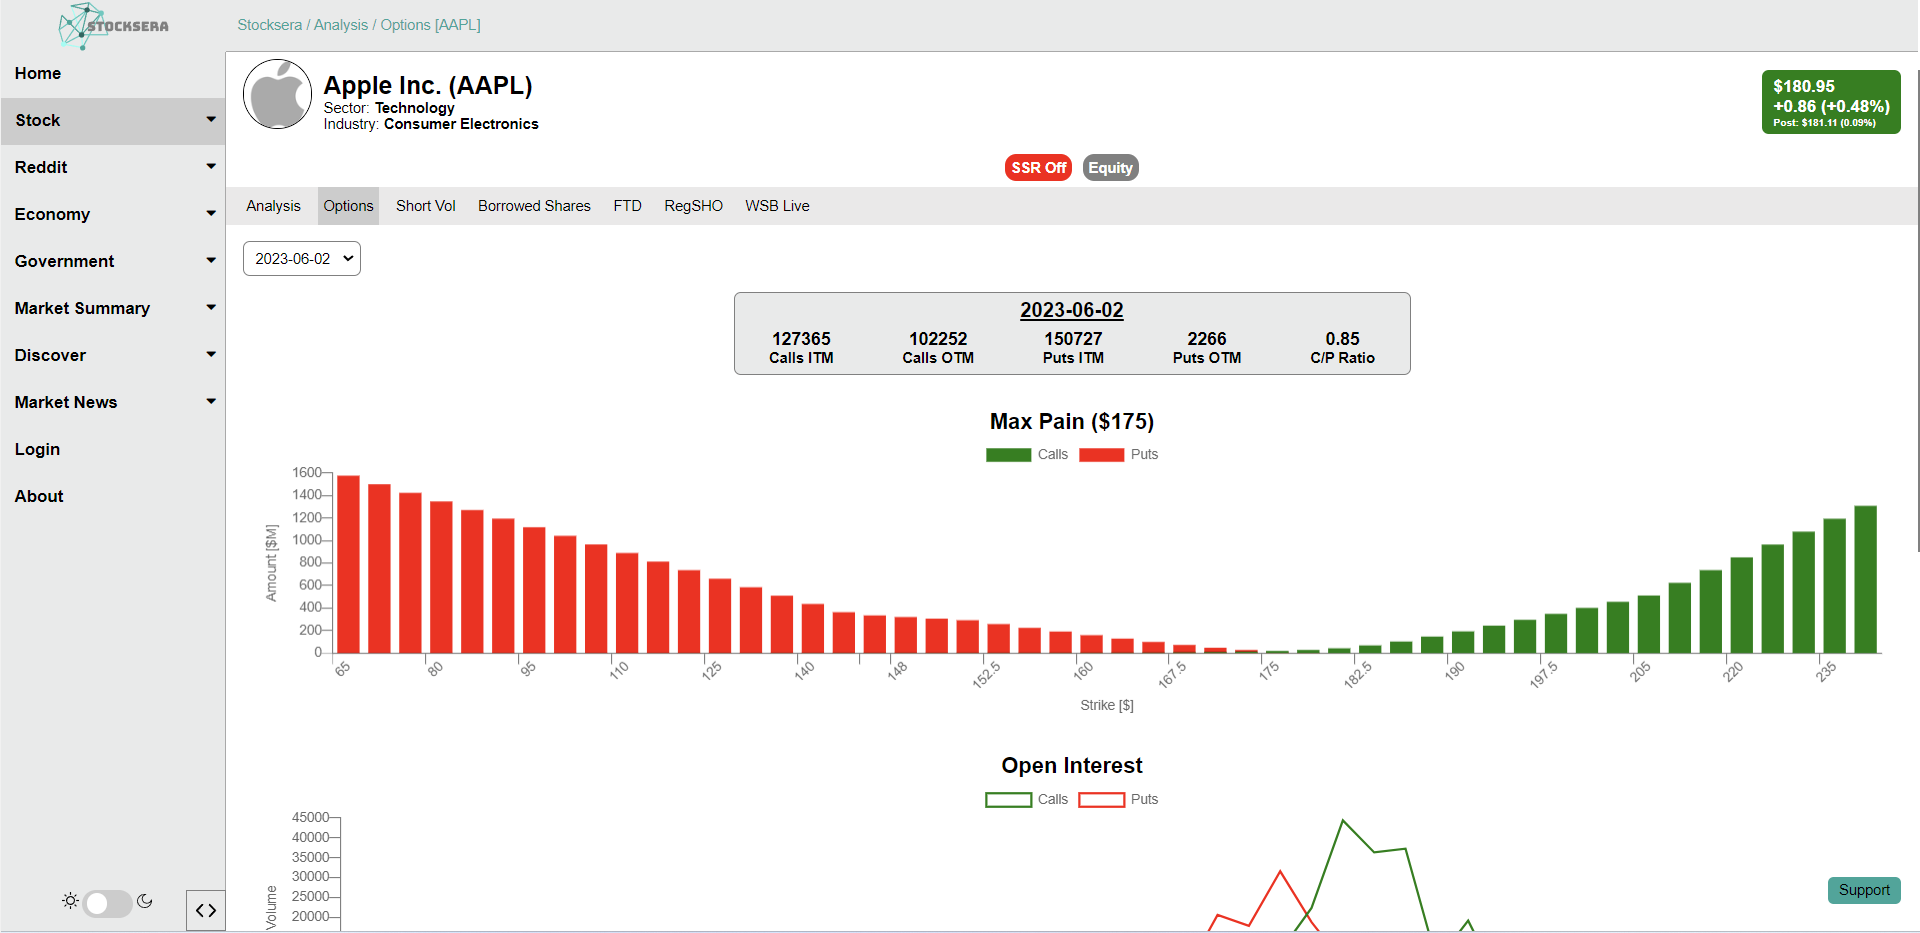 STOCKSERA
Stocksera / Analysis / Options [AAPL]
Home
Stock
Reddit
Economy
Government
Market Summary
Discover
Market News
Login
About
Apple Inc. (AAPL)
Sector: Technology
Industry: Consumer Electronics
$180.95
+0.86 (+0.48%)
Post: $181.11 (0.09%)
SSR Off Equity
Analysis Options Short Vol Borrowed Shares FTD RegSHO WSB Live
2023-06-02
2023-06-02
127365 102252 150727 2266 0.85
Calls ITM Calls OTM Puts ITM Puts OTM C/P Ratio
Max Pain ($175)
Calls Puts
1600
1400
1200
1000
800
600
400
200
0
Amount [$M]
65 80 95 110 125 140 148 152.5 160 167.5 175 182.5 190 197.5 205 220 235
Strike [$]
Open Interest
Calls Puts
45000
40000
35000
30000
25000
20000
Volume
Support